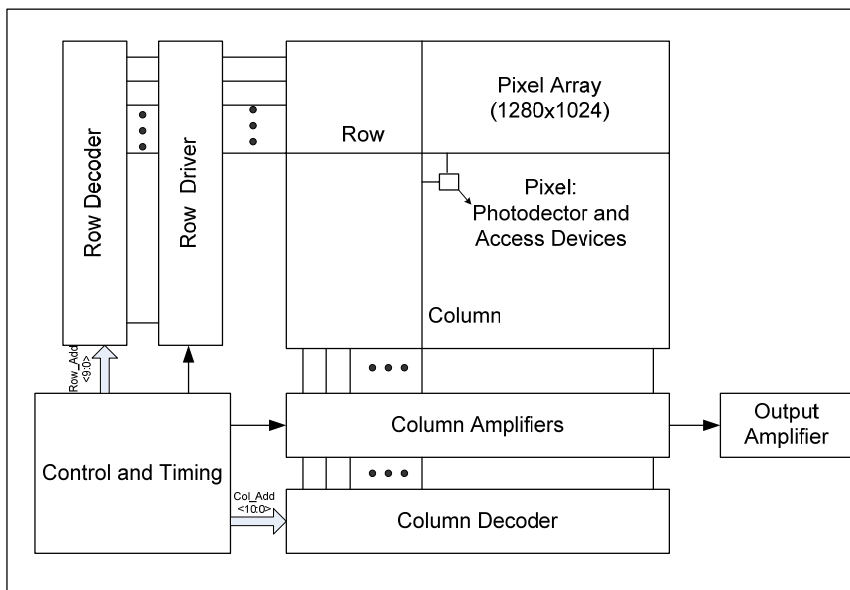 Row Decoder
Row Driver
Row
Pixel Array
(1280x1024)
Pixel:
Photodector and
Access Devices
Column
Row_Add
<9:0>
Control and Timing
Column Amplifiers
Output
Amplifier
Col_Add
<10:0>
Column Decoder